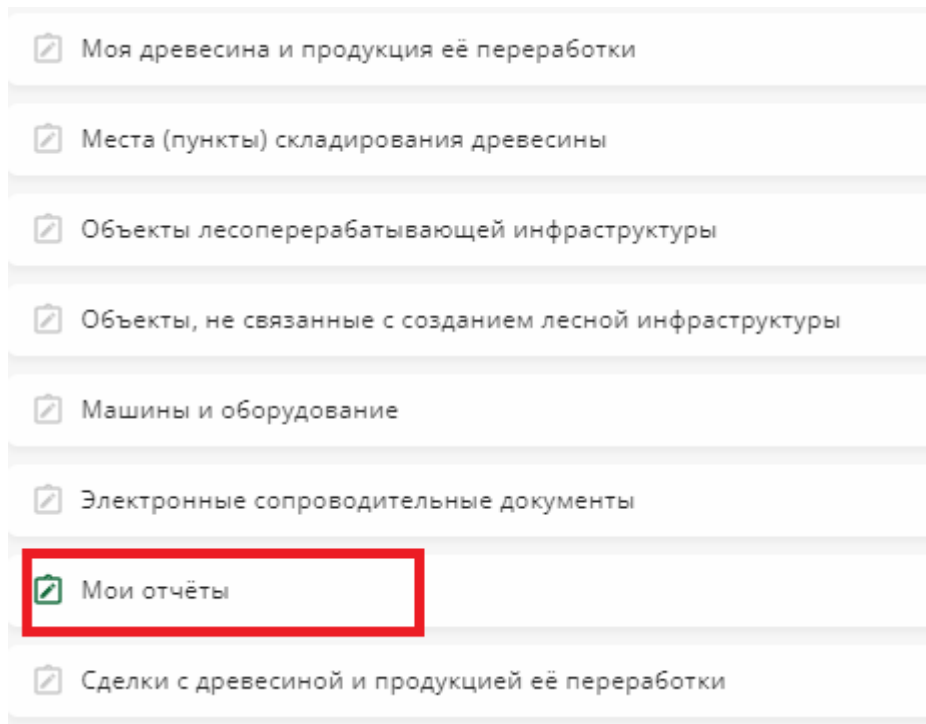 Моя древесина и продукция её переработки
Места (пункты) складирования древесины
Объекты лесоперерабатывающей инфраструктуры
Объекты, не связанные с созданием лесной инфраструктуры
Машины и оборудование
Электронные сопроводительные документы
Мои отчёты
Сделки с древесиной и продукцией её переработки